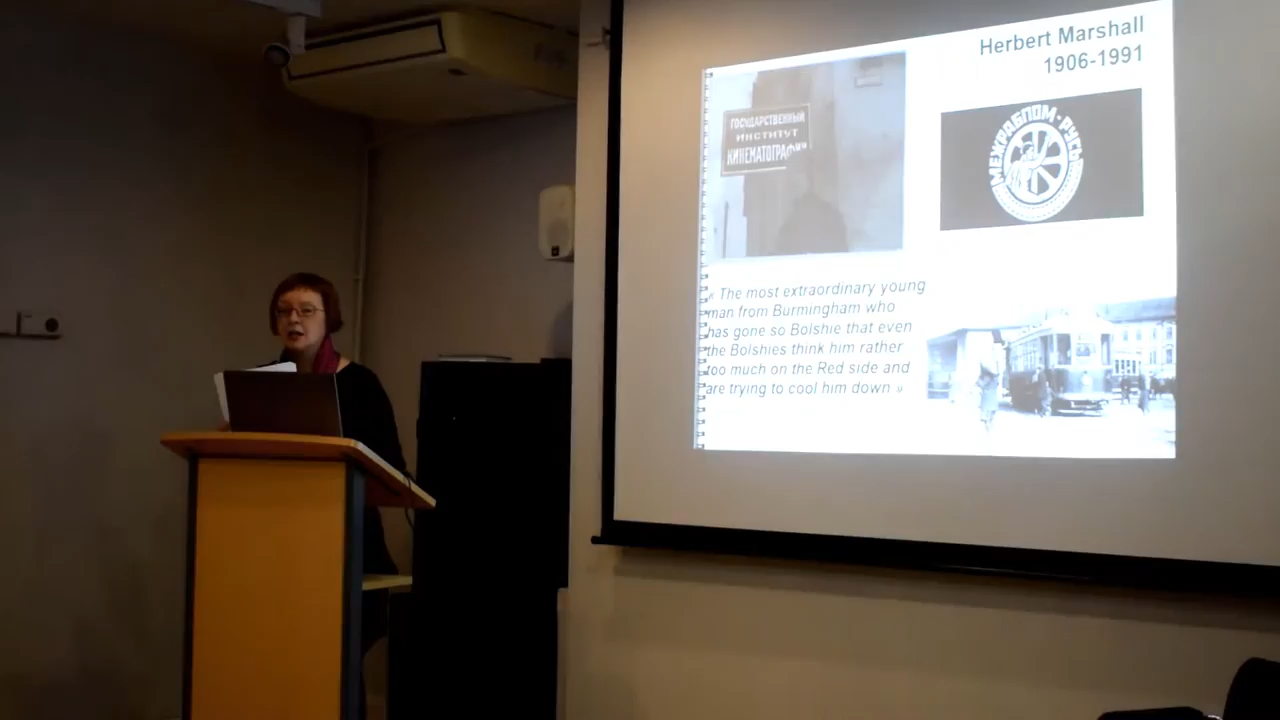 Herbert Marshall
1906-1991
ГОСУДАРСТВЕННЫЙ
ИНСТИТУТ
КИНЕМАТОГРАФИИ
МЕЖРАБПОМ-РУСЬ
« The most extraordinary young
man from Burmingham who
has gone so Bolshie that even
the Bolshies think him rather
too much on the Red side and
are trying to cool him down »